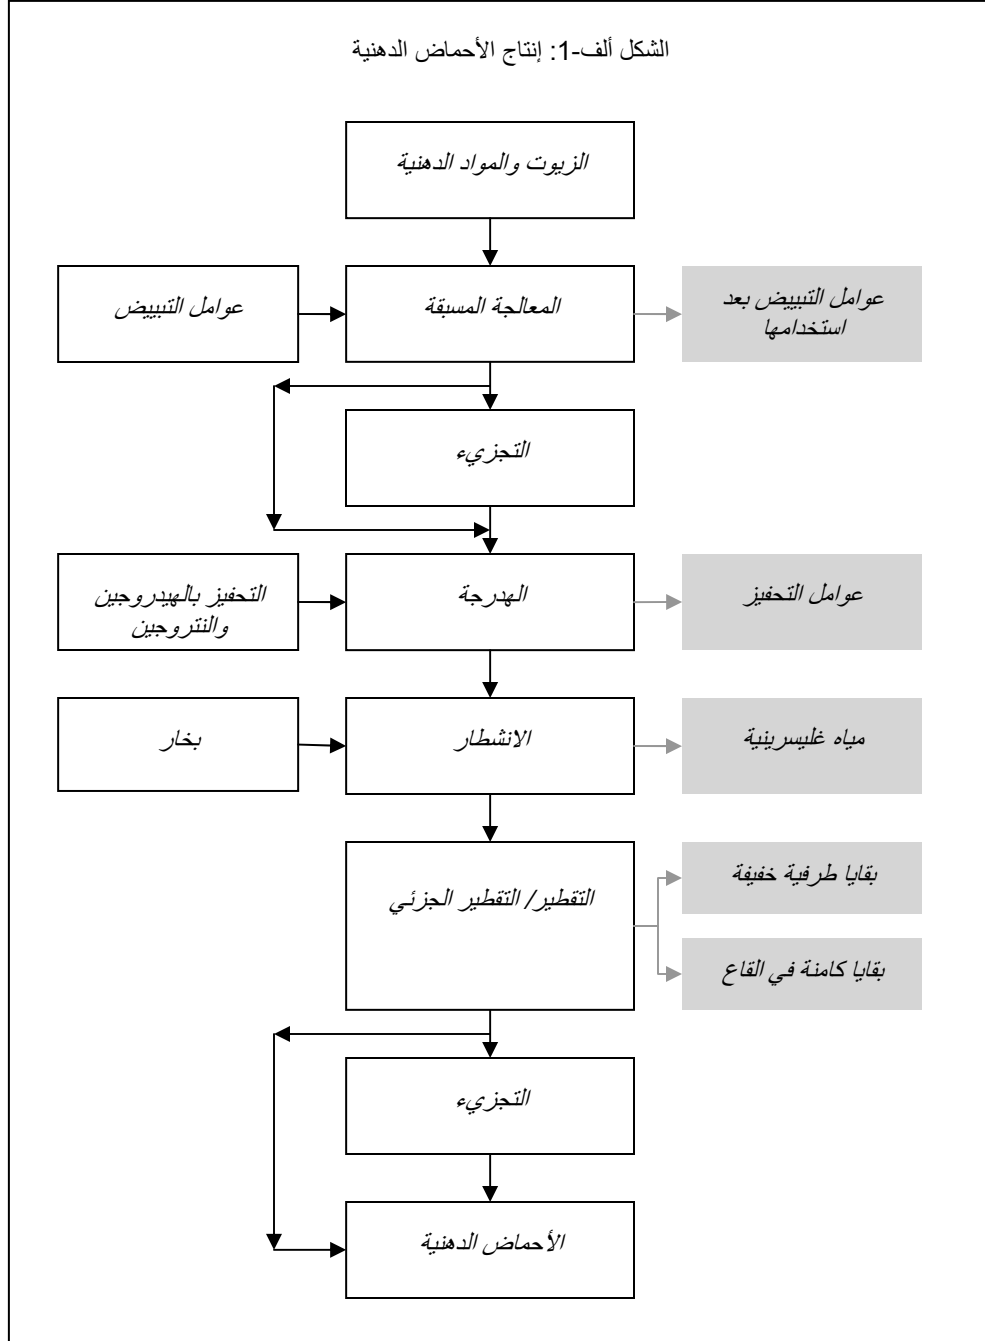 الشكل ألف-1: إنتاج الأحماض الدهنية
الزيوت والمواد الدهنية
عوامل التبييض
المعالجة المسبقة
عوامل التبييض بعد
استخدامها
التجزيء
التحفيز بالهيدروجين
والنتروجين
الهدرجة
عوامل التحفيز
بخار
الانشطار
مياه غليسرينية
التقطير/ التقطير الجزئي
بقايا طرفية خفيفة
بقايا كامنة في القاع
التجزيء
الأحماض الدهنية